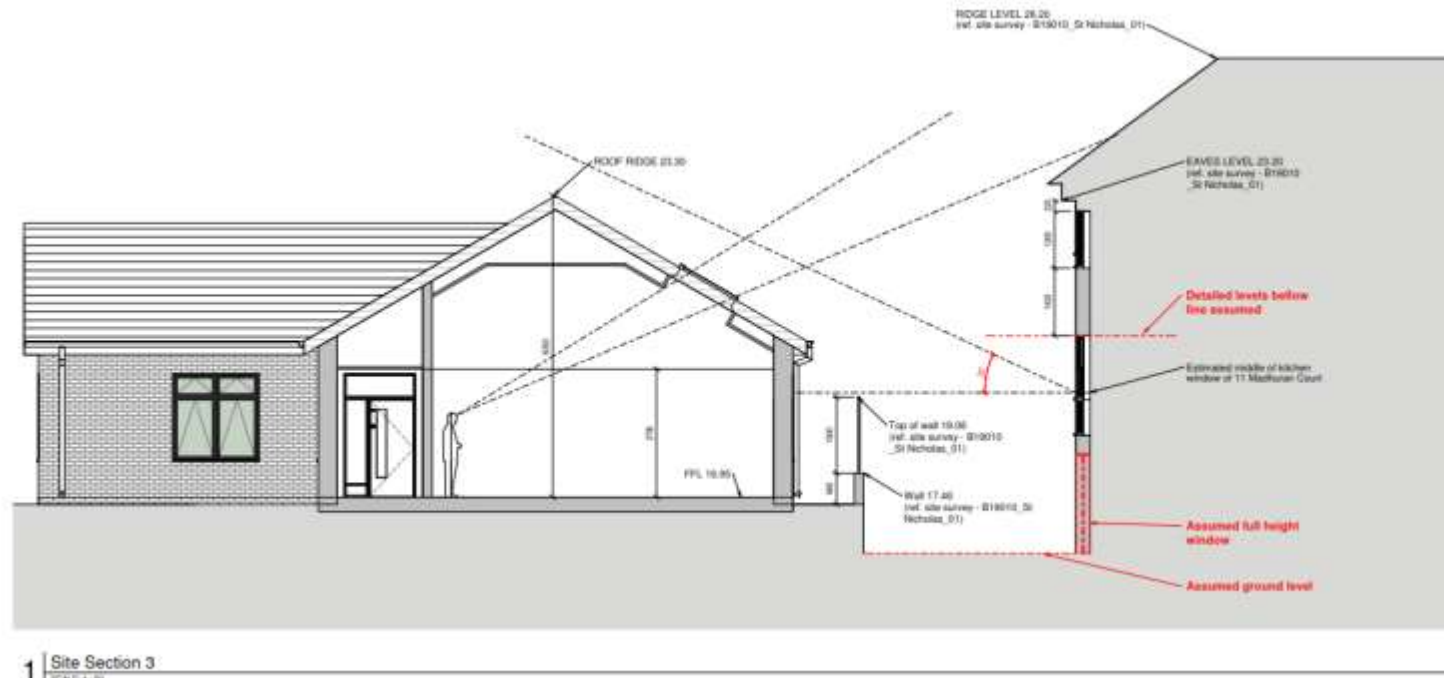 RIDGE LEVEL 28.20
(ref. site survey - B19010_St Nicholas_01)
ROOF RIDGE 23.30
EAVES LEVEL 23.20
(ref. site survey - B19010
_St Nicholas_01)
Detailed levels bellow
line assumed
Estimated middle of kitchen
window of 11 Madhuran Court
Top of wall 19.06
(ref. site survey - B19010
_St Nicholas_01)
FFL 16.95
Wall 17.46
(ref. site survey - B19010_St
Nicholas_01)
Assumed full height
window
Assumed ground level
1
Site Section 3